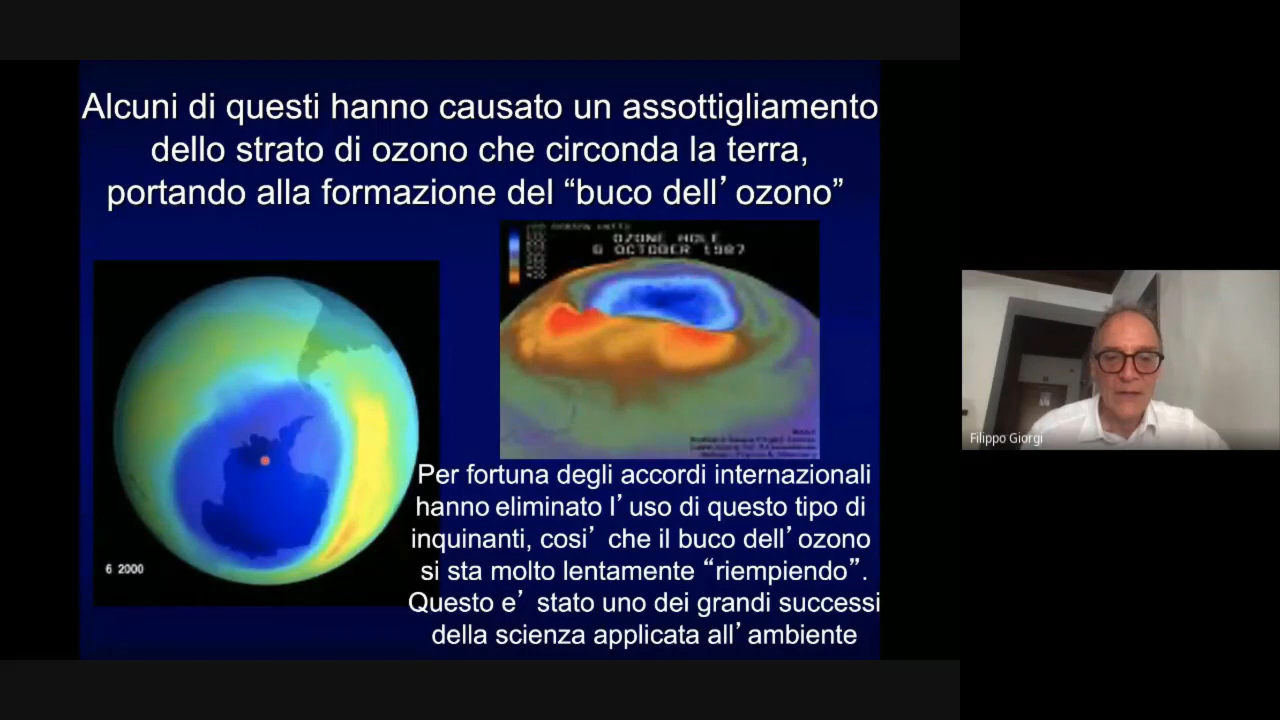 Alcuni di questi hanno causato un assottigliamento
dello strato di ozono che circonda la terra,
portando alla formazione del “buco dell’ ozono”
OZONE HOLE
6 OCTOBER 1987
6 2000
Per fortuna degli accordi internazionali
hanno eliminato l’ uso di questo tipo di
inquinanti, cosi’ che il buco dell’ ozono
si sta molto lentamente “riempiendo”.
Questo e’ stato uno dei grandi successi
della scienza applicata all’ ambiente
Filippo Giorgi